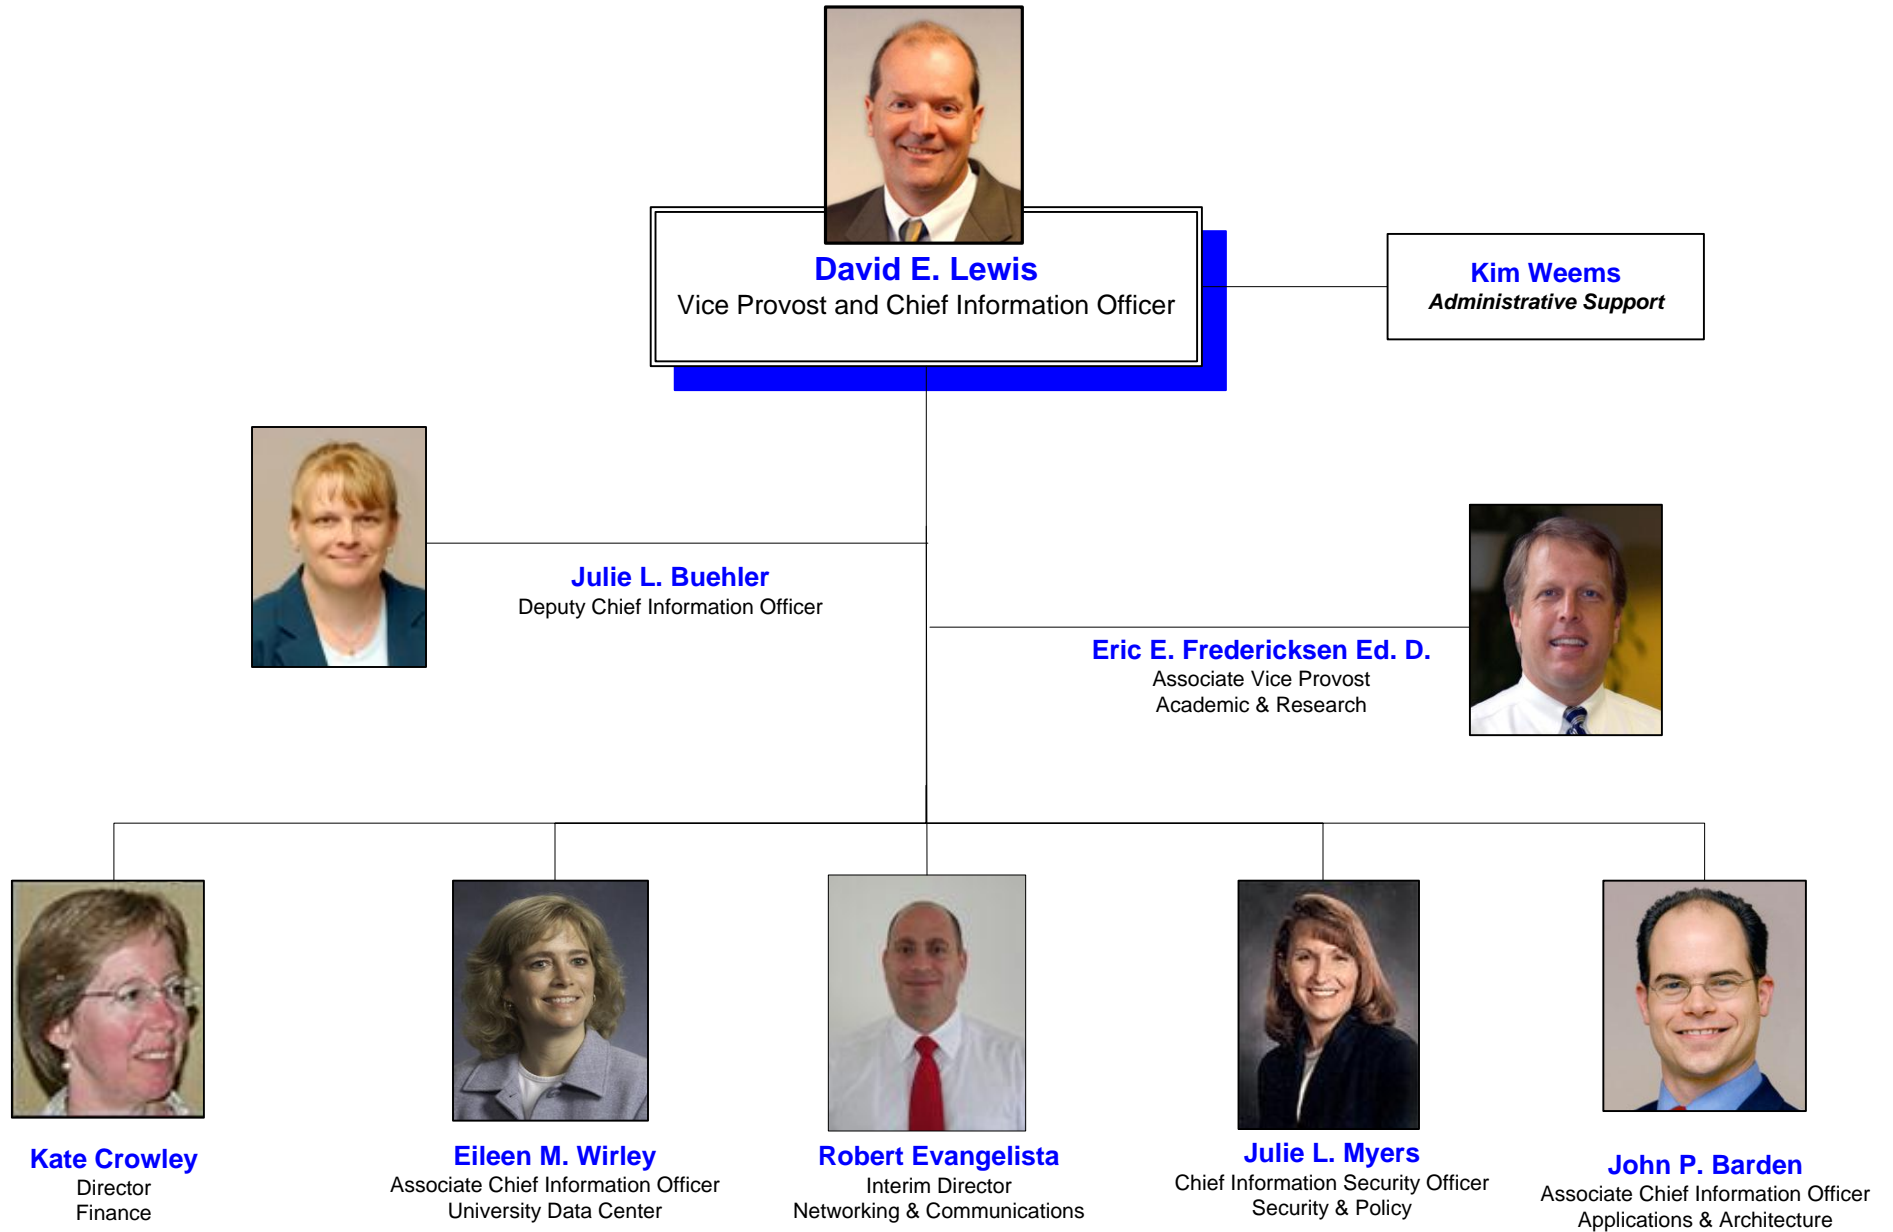 David E. Lewis
Vice Provost and Chief Information Officer
Kim Weems
Administrative Support
Julie L. Buehler
Deputy Chief Information Officer
Eric E. Fredericksen Ed. D.
Associate Vice Provost
Academic & Research
Kate Crowley
Director
Finance
Eileen M. Wirley
Associate Chief Information Officer
University Data Center
Robert Evangelista
Interim Director
Networking & Communications
Julie L. Myers
Chief Information Security Officer
Security & Policy
John P. Barden
Associate Chief Information Officer
Applications & Architecture